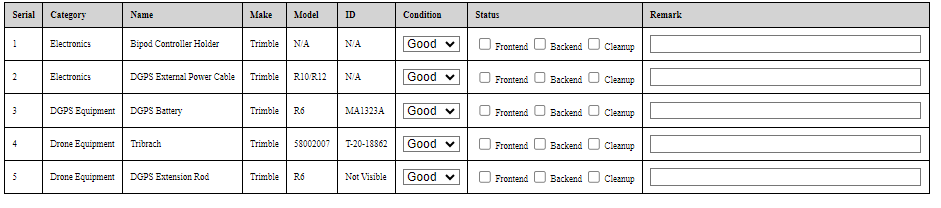 Serial Category Name Make Model ID Condition Status Remark
1 Electronics Bipod Controller Holder Trimble N/A N/A Good Frontend Backend Cleanup
2 Electronics DGPS External Power Cable Trimble R10/R12 N/A Good Frontend Backend Cleanup
3 DGPS Equipment DGPS Battery Trimble R6 MA1323A Good Frontend Backend Cleanup
4 Drone Equipment Tribrach Trimble 58002007 T-20-18862 Good Frontend Backend Cleanup
5 Drone Equipment DGPS Extension Rod Trimble R6 Not Visible Good Frontend Backend Cleanup